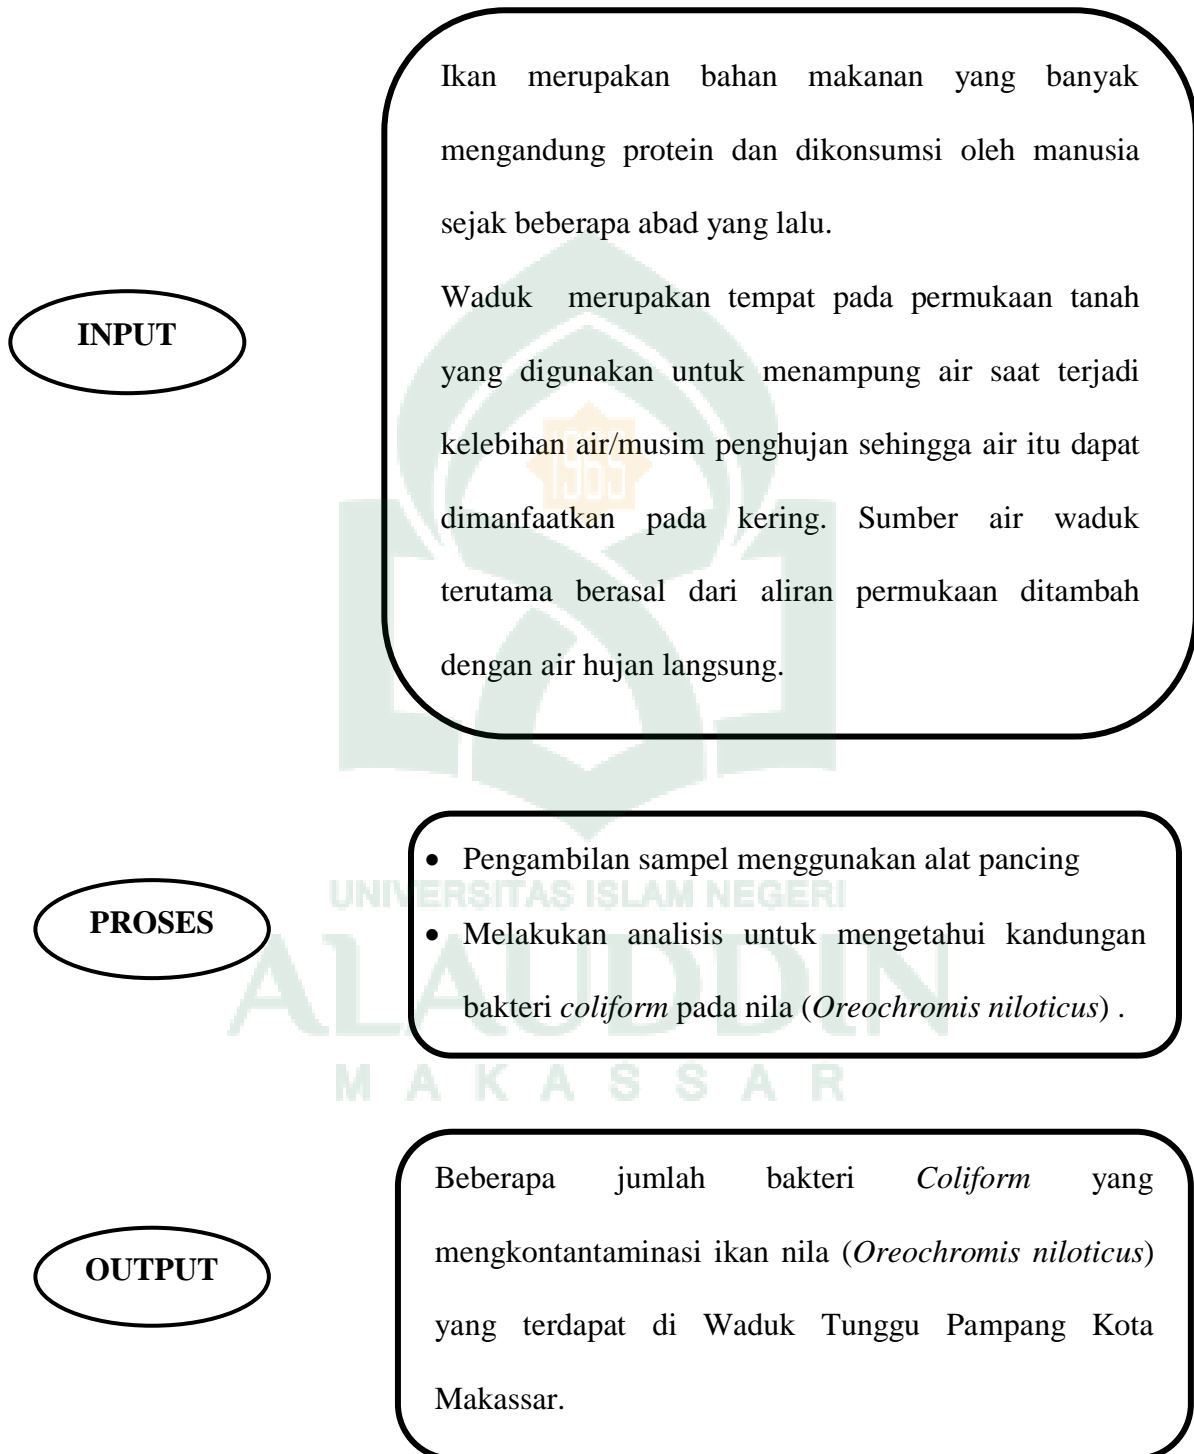 Ikan merupakan bahan makanan yang banyak
mengandung protein dan dikonsumsi oleh manusia
sejak beberapa abad yang lalu.
INPUT
Waduk merupakan tempat pada permukaan tanah
yang digunakan untuk menampung air saat terjadi
kelebihan air/musim penghujan sehingga air itu dapat
1965
dimanfaatkan pada kering. Sumber air waduk
terutama berasal dari aliran permukaan ditambah
dengan air hujan langsung.
PROSES
• Pengambilan sampel menggunakan alat pancing
UNIVERSITAS ISLAM NEGERI
• Melakukan analisis untuk mengetahui kandungan
ALAUDDIN
bakteri coliform pada nila (Oreochromis niloticus) .
MAKASSAR
OUTPUT
Beberapa jumlah bakteri Coliform yang
mengkontantaminasi ikan nila (Oreochromis niloticus)
yang terdapat di Waduk Tunggu Pampang Kota
Makassar.